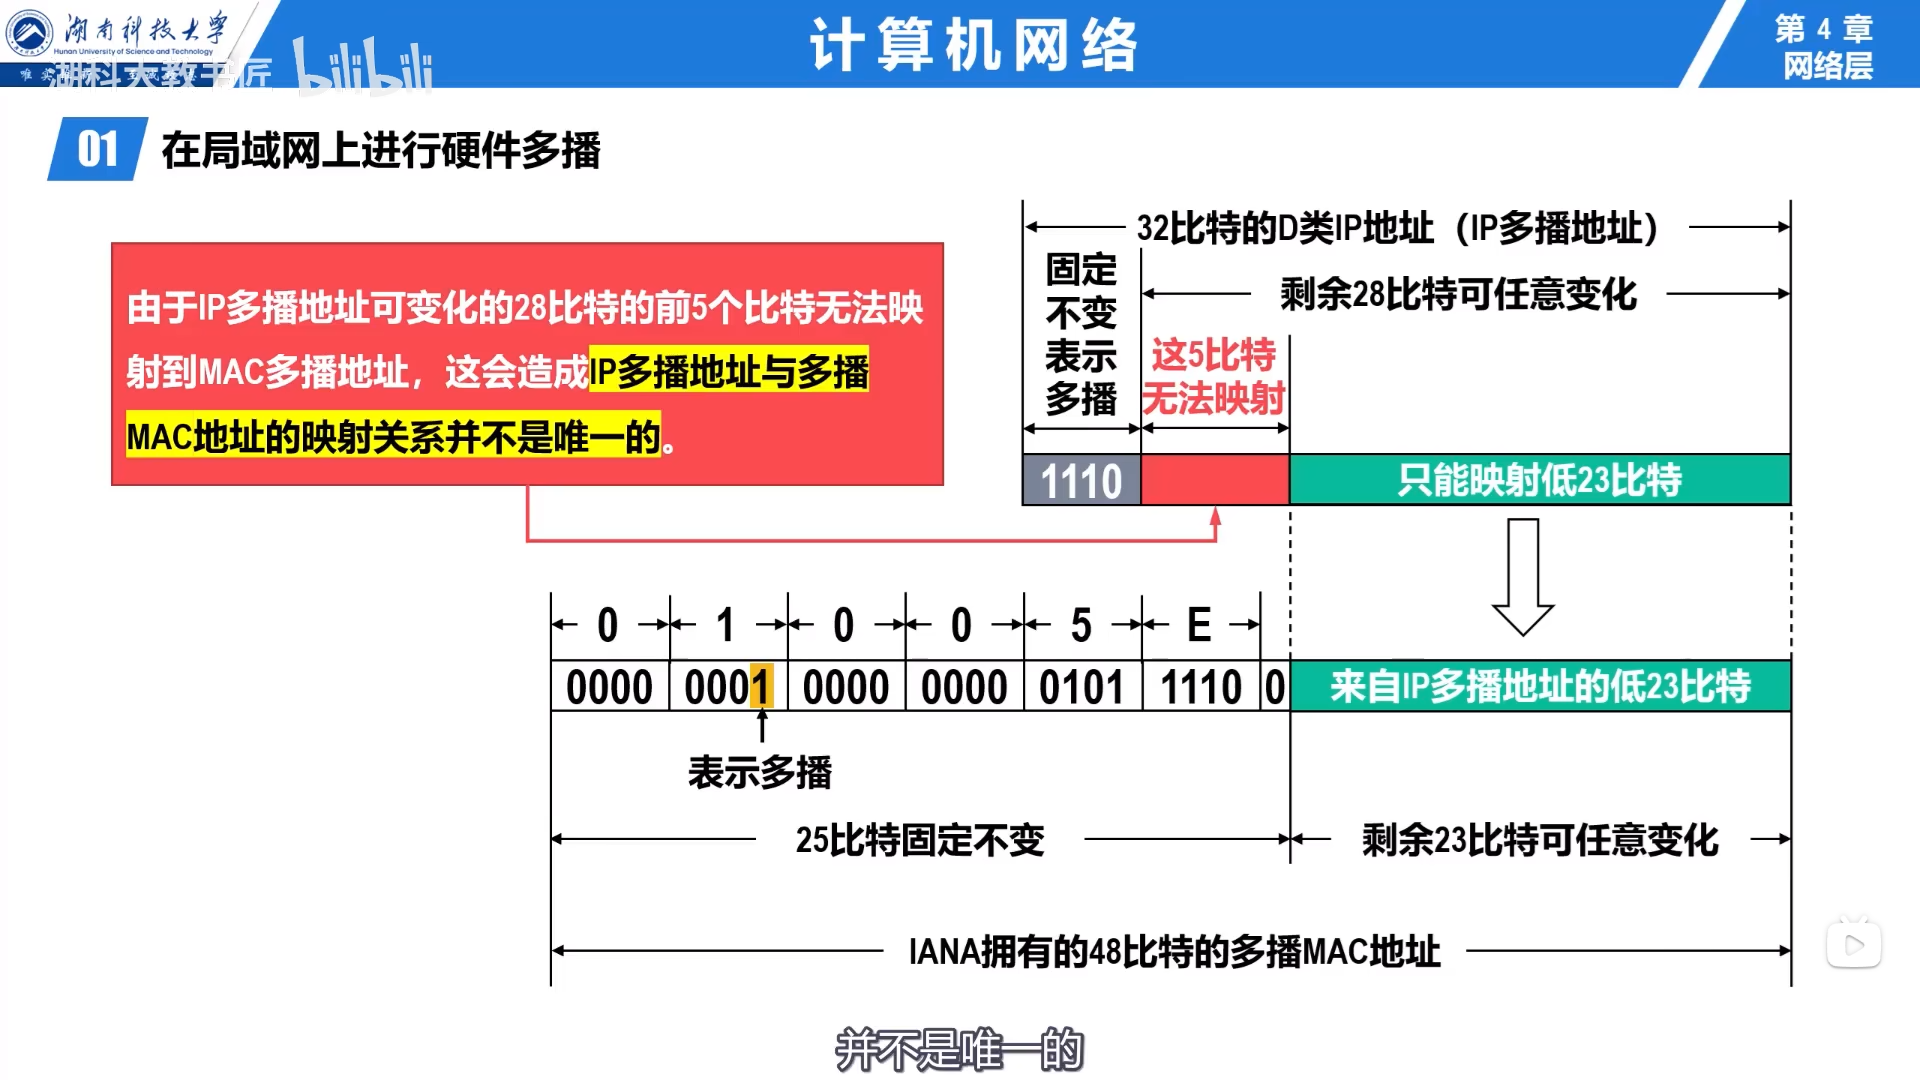 湖南科技大学
Hunan University of Science and Technology
湖科大教书匠 bilibili
计算机网络
第 4 章
网络层
01 在局域网上进行硬件多播
32比特的D类IP地址（IP多播地址）
固定
不变
表示
多播
剩余28比特可任意变化
这5比特
无法映射
由于IP多播地址可变化的28比特的前5个比特无法映
射到MAC多播地址，这会造成IP多播地址与多播
MAC地址的映射关系并不是唯一的。
1110 只能映射低23比特
0 1 0 0 5 E
0000 0001 0000 0000 0101 1110 0 来自IP多播地址的低23比特
表示多播
25比特固定不变 剩余23比特可任意变化
IANA拥有的48比特的多播MAC地址
并不是唯一的